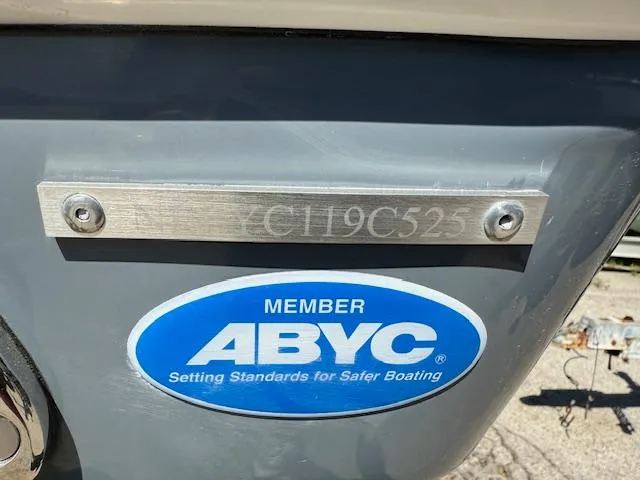 YC119C525
MEMBER
ABYC®
Setting Standards for Safer Boating